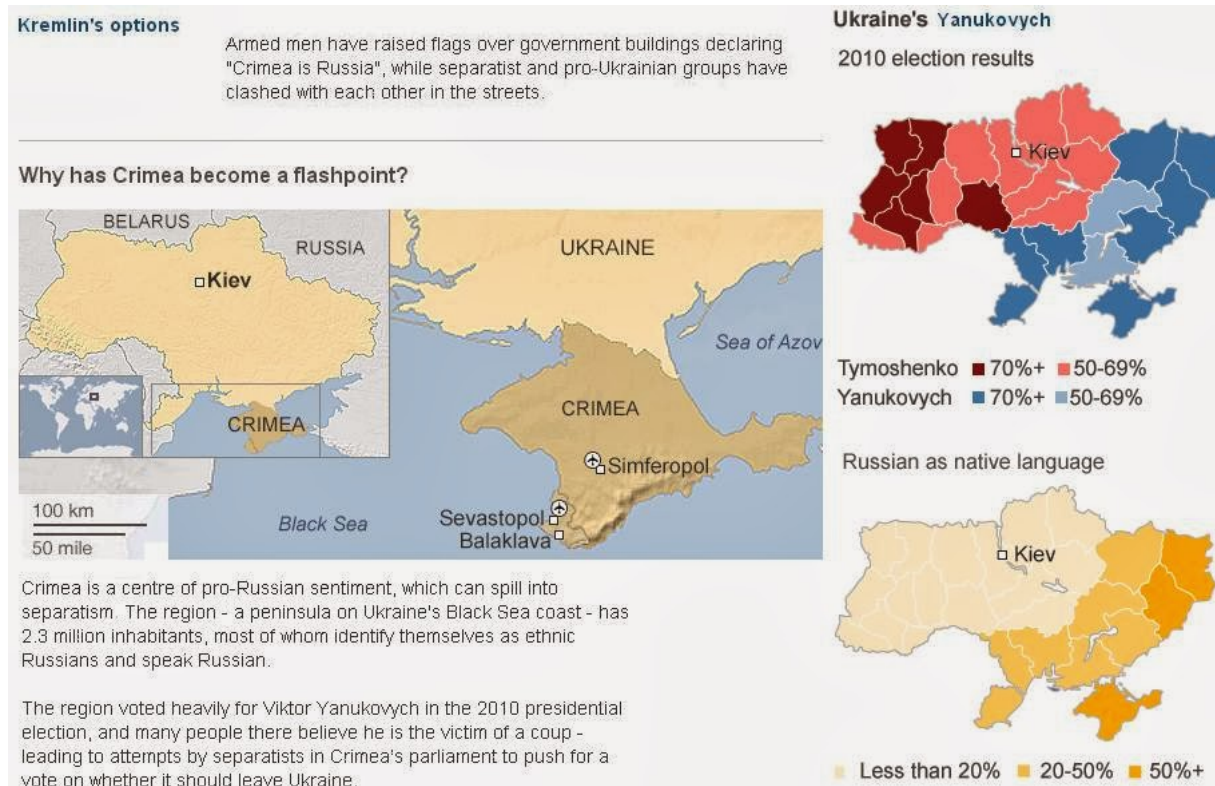 Kremlin's options
Armed men have raised flags over government buildings declaring
"Crimea is Russia", while separatist and pro-Ukrainian groups have
clashed with each other in the streets.
Why has Crimea become a flashpoint?
BELARUS
RUSSIA
Kiev
CRIMEA
100 km
50 mile
UKRAINE
Sea of Azov
CRIMEA
Simferopol
Sevastopol
Balaklava
Black Sea
Crimea is a centre of pro-Russian sentiment, which can spill into
separatism. The region - a peninsula on Ukraine's Black Sea coast - has
2.3 million inhabitants, most of whom identify themselves as ethnic
Russians and speak Russian.
The region voted heavily for Viktor Yanukovych in the 2010 presidential
election, and many people there believe he is the victim of a coup -
leading to attempts by separatists in Crimea's parliament to push for a
vote on whether it should leave Ukraine.
Ukraine's Yanukovych
2010 election results
Kiev
Tymoshenko 70%+ 50-69%
Yanukovych 70%+ 50-69%
Russian as native language
Kiev
Less than 20% 20-50% 50%+